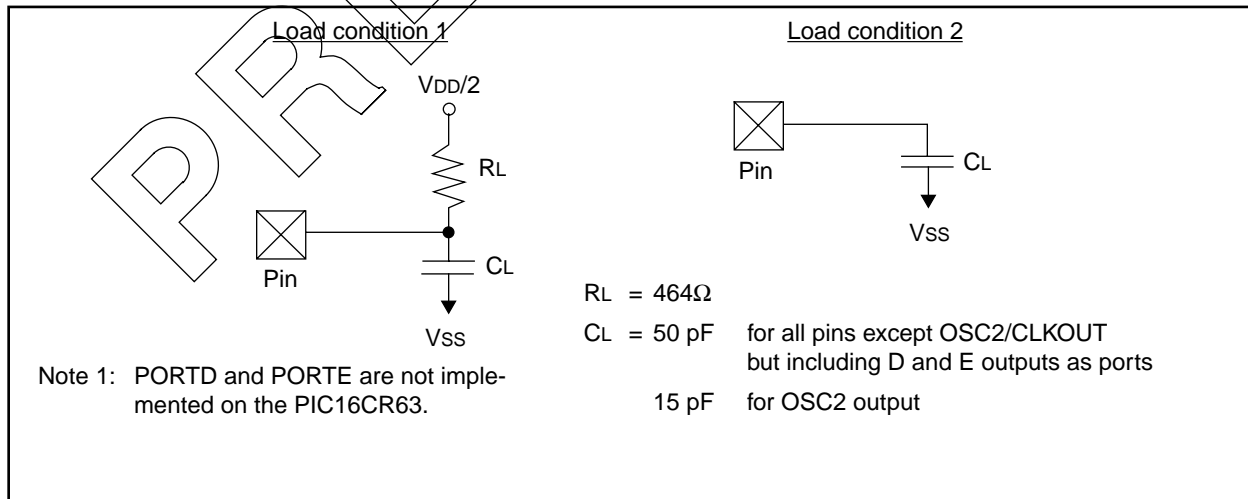 Load condition 1
VDD/2
RL
Pin
CL
VSS
Note 1: PORTD and PORTE are not imple-
mented on the PIC16CR63.
Load condition 2
Pin
CL
VSS
RL = 464Ω
CL = 50 pF for all pins except OSC2/CLKOUT
but including D and E outputs as ports
15 pF for OSC2 output